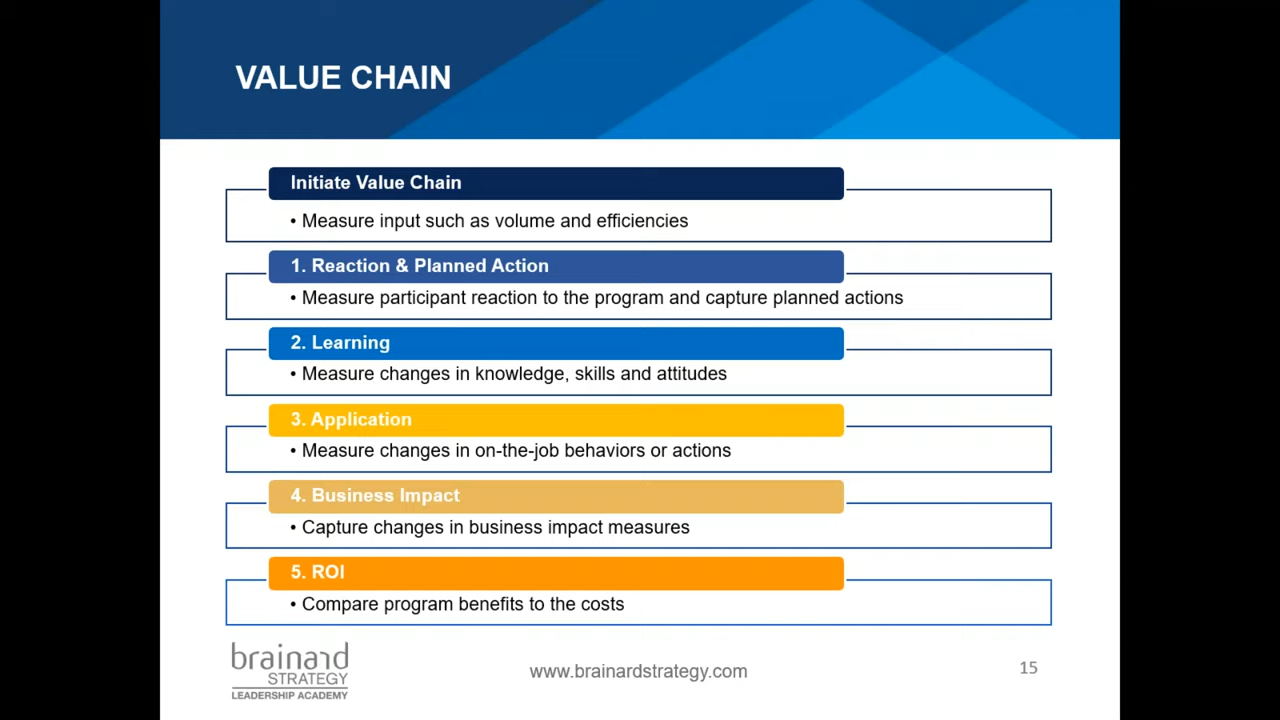 VALUE CHAIN
Initiate Value Chain
• Measure input such as volume and efficiencies
1. Reaction & Planned Action
• Measure participant reaction to the program and capture planned actions
2. Learning
• Measure changes in knowledge, skills and attitudes
3. Application
• Measure changes in on-the-job behaviors or actions
4. Business Impact
• Capture changes in business impact measures
5. ROI
• Compare program benefits to the costs
brainard
STRATEGY
LEADERSHIP ACADEMY
www.brainardstrategy.com
15